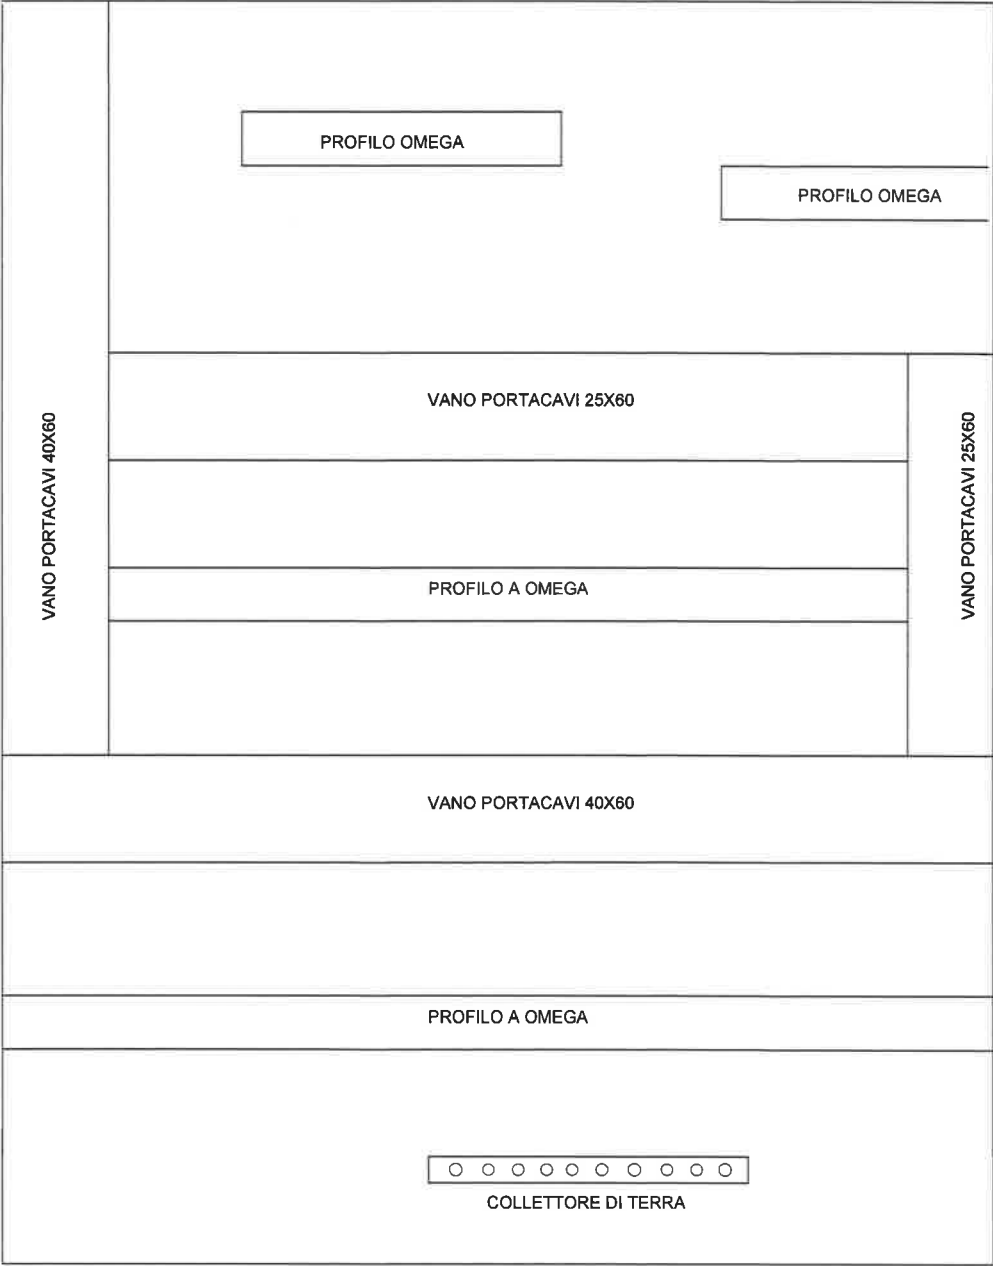 PROFILO OMEGA
PROFILO OMEGA
VANO PORTACAVI 40X60
VANO PORTACAVI 25X60
VANO PORTACAVI 25X60
PROFILO A OMEGA
VANO PORTACAVI 40X60
PROFILO A OMEGA
COLLETTORE DI TERRA